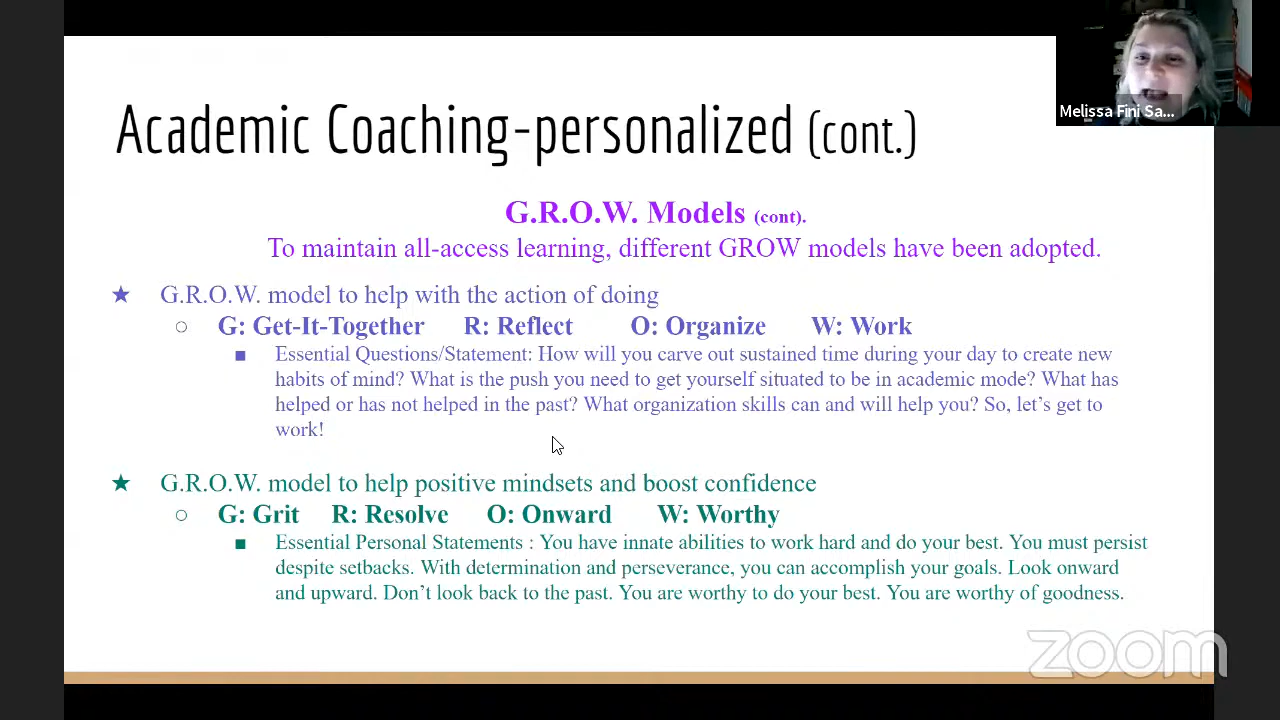 Melissa Fini Sa...
Academic Coaching-personalized (cont.)
G.R.O.W. Models (cont).
To maintain all-access learning, different GROW models have been adopted.
★ G.R.O.W. model to help with the action of doing
○ G: Get-It-Together R: Reflect O: Organize W: Work
■ Essential Questions/Statement: How will you carve out sustained time during your day to create new
habits of mind? What is the push you need to get yourself situated to be in academic mode? What has
helped or has not helped in the past? What organization skills can and will help you? So, let’s get to
work!
★ G.R.O.W. model to help positive mindsets and boost confidence
○ G: Grit R: Resolve O: Onward W: Worthy
■ Essential Personal Statements : You have innate abilities to work hard and do your best. You must persist
despite setbacks. With determination and perseverance, you can accomplish your goals. Look onward
and upward. Don’t look back to the past. You are worthy to do your best. You are worthy of goodness.
zoom